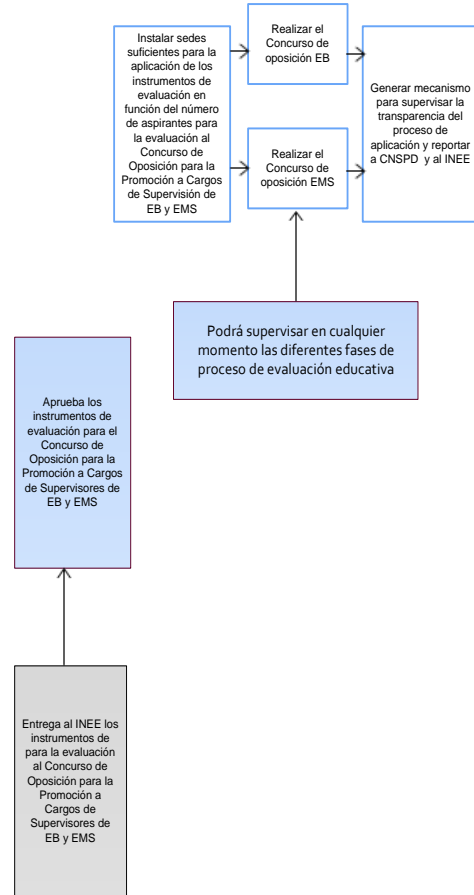 Instalar sedes
suficientes para la
aplicación de los
instrumentos de
evaluación en
función del número
de aspirantes para
la evaluación al
Concurso de
Oposición para la
Promoción a Cargos
de Supervisión de
EB y EMS
Realizar el
Concurso de
oposición EB
Realizar el
Concurso de
oposición EMS
Generar mecanismo
para supervisar la
transparencia del
proceso de
aplicación y reportar
a CNSPD y al INEE
Podrá supervisar en cualquier
momento las diferentes fases de
proceso de evaluación educativa
Aprueba los
instrumentos de
evaluación para el
Concurso de
Oposición para la
Promoción a Cargos
de Supervisores de
EB y EMS
Entrega al INEE los
instrumentos de
para la evaluación
al Concurso de
Oposición para la
Promoción a
Cargos de
Supervisores de
EB y EMS